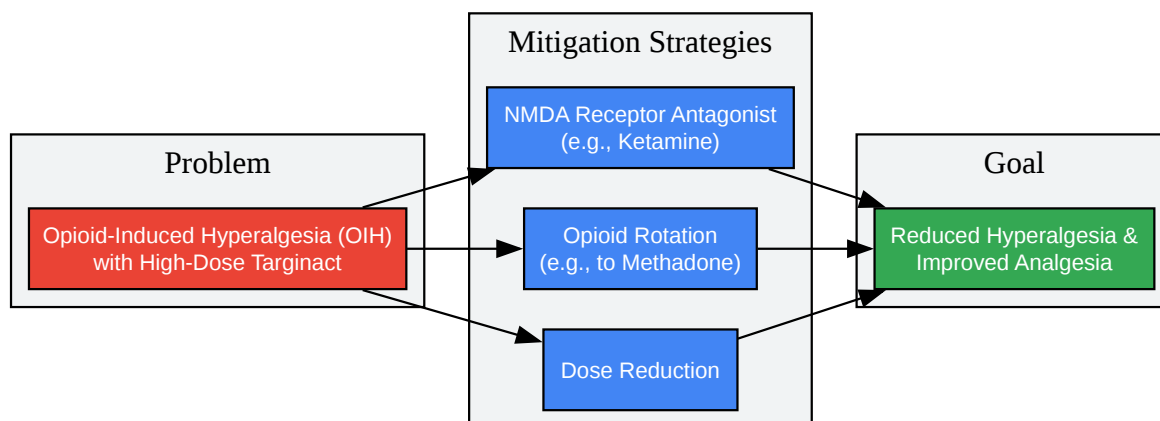 Problem
Opioid-Induced Hyperalgesia (OIH)
with High-Dose Targinact
Mitigation Strategies
NMDA Receptor Antagonist
(e.g., Ketamine)
Opioid Rotation
(e.g., to Methadone)
Dose Reduction
Goal
Reduced Hyperalgesia &
Improved Analgesia